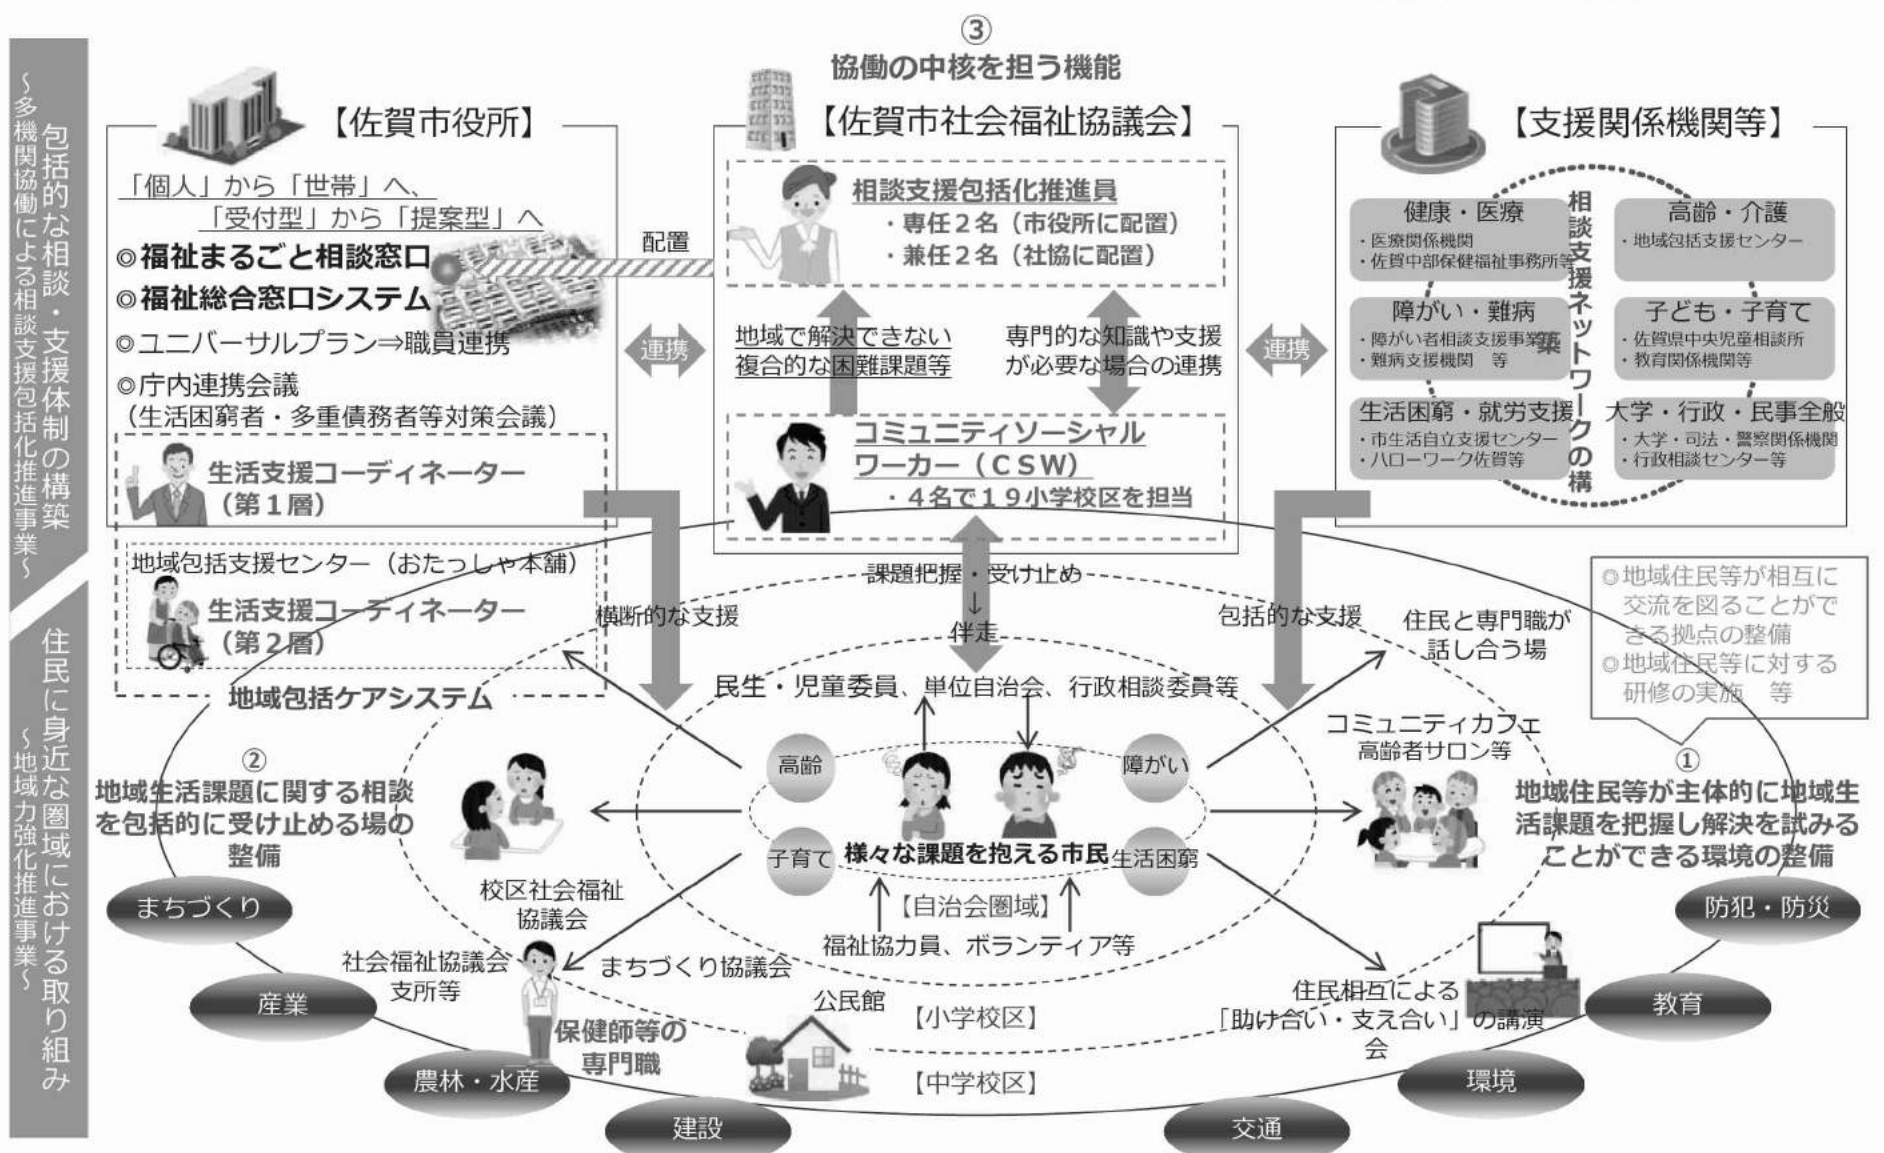 包括的な相談・支援体制の構築
～多機関協働による相談支援包括化推進事業～
住民に身近な圏域における取り組み
～地域力強化推進事業～
③
協働の中核を担う機能
【佐賀市役所】
「個人」から「世帯」へ、
「受付型」から「提案型」へ
◎福祉まるごと相談窓口
◎福祉総合窓口システム
◎ユニバーサルプラン⇒職員連携
◎庁内連携会議
（生活困窮者・多重債務者等対策会議）
生活支援コーディネーター
（第１層）
地域包括支援センター（おたっしゃ本舗）
生活支援コーディネーター
（第２層）
地域包括ケアシステム
配置
連携
【佐賀市社会福祉協議会】
相談支援包括化推進員
・専任２名（市役所に配置）
・兼任２名（社協に配置）
地域で解決できない
複合的な困難課題等
専門的な知識や支援
が必要な場合の連携
コミュニティソーシャル
ワーカー（ＣＳＷ）
・４名で１９小学校区を担当
連携
【支援関係機関等】
相談支援ネットワークの構
築
健康・医療
・医療関係機関
・佐賀中部保健福祉事務所等
高齢・介護
・地域包括支援センター
障がい・難病
・障がい者相談支援事業
・難病支援機関　等
子ども・子育て
・佐賀県中央児童相談所
・教育関係機関等
生活困窮・就労支援
・市生活自立支援センター
・ハローワーク佐賀等
大学・行政・民事全般
・大学・司法・警察関係機関
・行政相談センター等
課題把握・受け止め
↓
伴走
横断的な支援
包括的な支援
住民と専門職が
話し合う場
◎地域住民等が相互に
交流を図ることがで
きる拠点の整備
◎地域住民等に対する
研修の実施　等
民生・児童委員、単位自治会、行政相談委員等
コミュニティカフェ
高齢者サロン等
①
地域住民等が主体的に地域生
活課題を把握し解決を試みる
ことができる環境の整備
②
地域生活課題に関する相談
を包括的に受け止める場の
整備
高齢
障がい
子育て
様々な課題を抱える市民
生活困窮
【自治会圏域】
福祉協力員、ボランティア等
校区社会福祉
協議会
社会福祉協議会
支所等
まちづくり協議会
公民館
保健師等の
専門職
【小学校区】
【中学校区】
住民相互による
「助け合い・支え合い」の講演
会
まちづくり
産業
農林・水産
建設
交通
環境
教育
防犯・防災